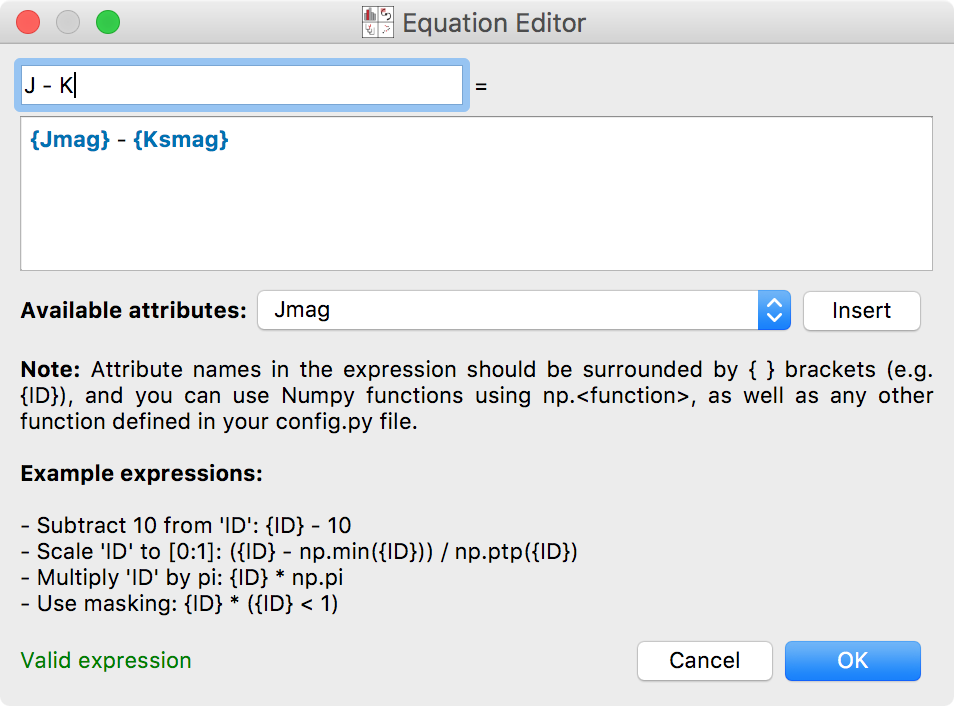 Equation Editor
J - K =
{Jmag} - {Ksmag}
Available attributes: Jmag Insert
Note: Attribute names in the expression should be surrounded by { } brackets (e.g.
{ID}), and you can use Numpy functions using np.<function>, as well as any other
function defined in your config.py file.
Example expressions:
- Subtract 10 from 'ID': {ID} - 10
- Scale 'ID' to [0:1]: ({ID} - np.min({ID})) / np.ptp({ID})
- Multiply 'ID' by pi: {ID} * np.pi
- Use masking: {ID} * ({ID} < 1)
Valid expression Cancel OK